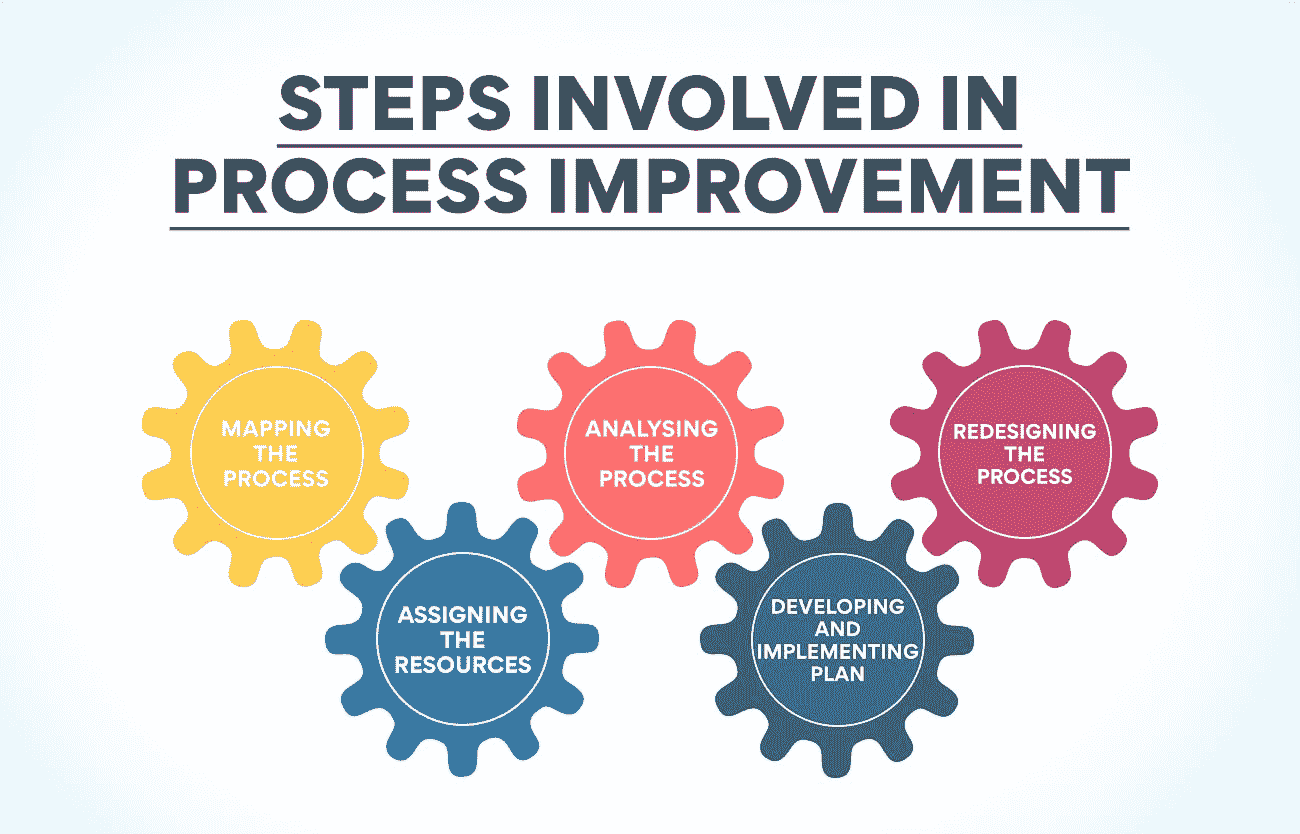 STEPS INVOLVED IN
PROCESS IMPROVEMENT
MAPPING
THE
PROCESS
ASSIGNING
THE
RESOURCES
ANALYSING
THE
PROCESS
DEVELOPING
AND
IMPLEMENTING
PLAN
REDESIGNING
THE
PROCESS